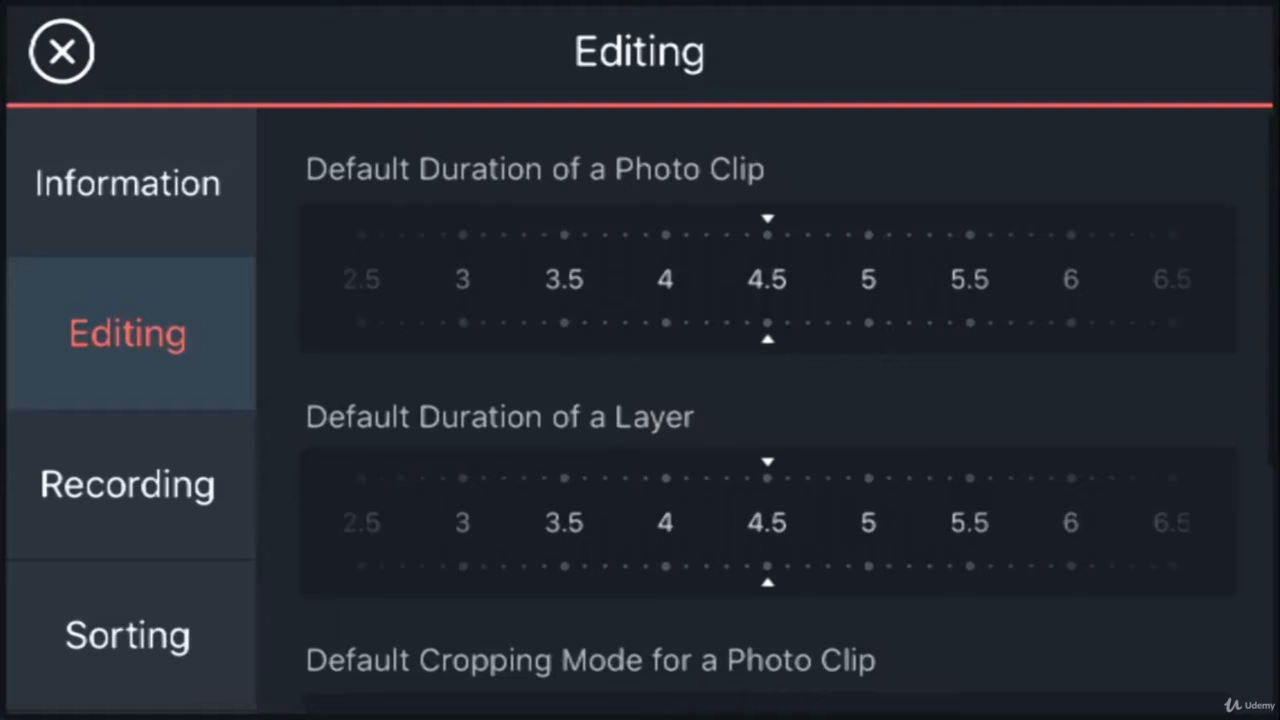 Editing
Information
Editing
Recording
Sorting
Default Duration of a Photo Clip
2.5 3 3.5 4 4.5 5 5.5 6 6.5
Default Duration of a Layer
2.5 3 3.5 4 4.5 5 5.5 6 6.5
Default Cropping Mode for a Photo Clip
Udemy